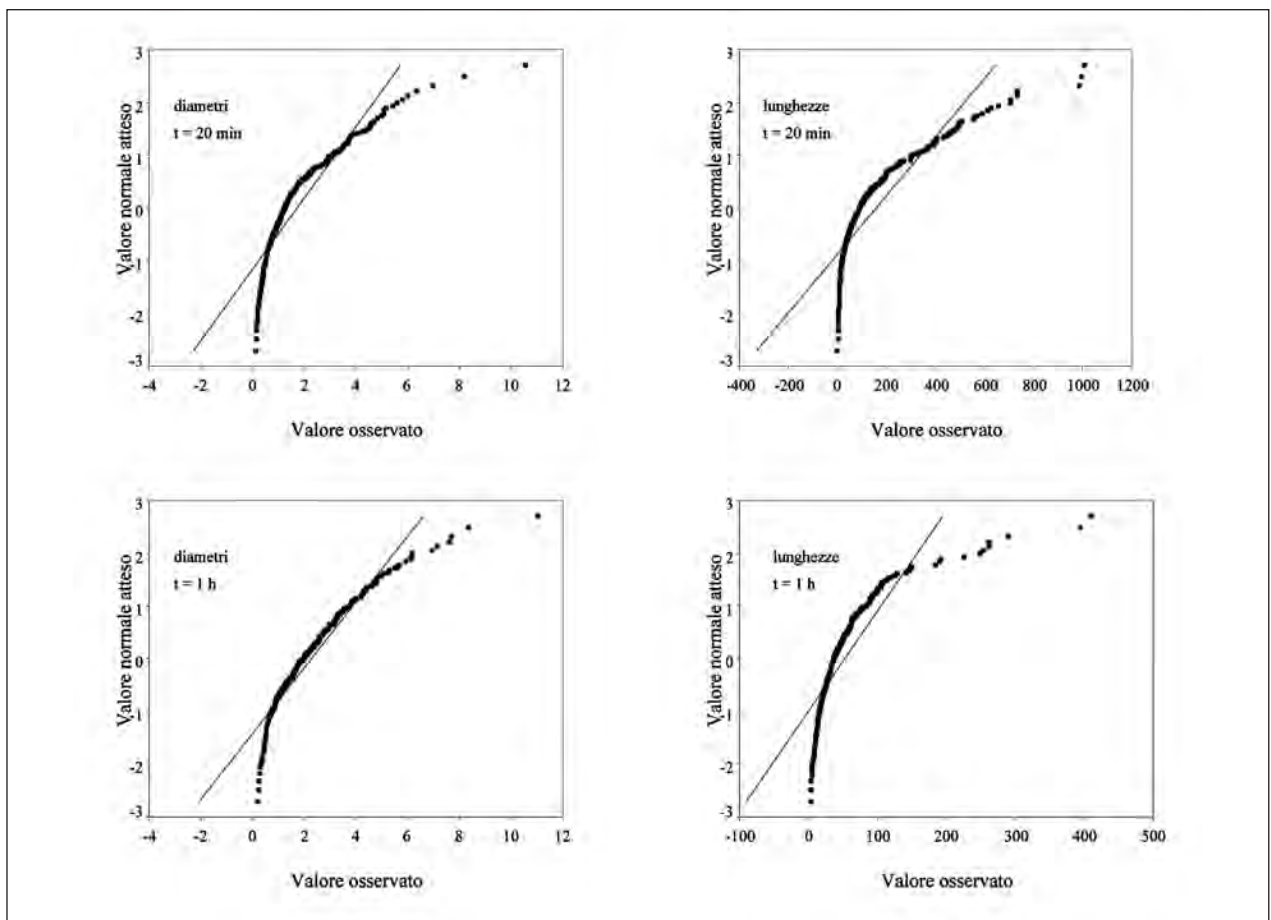 3
2
1
0
-1
-2
-3
Valore normale atteso
diametri
t = 20 min
-4 -2 0 2 4 6 8 10 12
Valore osservato
3
2
1
0
-1
-2
-3
Valore normale atteso
lunghezze
t = 20 min
-400 -200 0 200 400 600 800 1000 1200
Valore osservato
3
2
1
0
-1
-2
-3
Valore normale atteso
diametri
t = 1 h
-4 -2 0 2 4 6 8 10 12
Valore osservato
3
2
1
0
-1
-2
-3
Valore normale atteso
lunghezze
t = 1 h
-100 0 100 200 300 400 500
Valore osservato